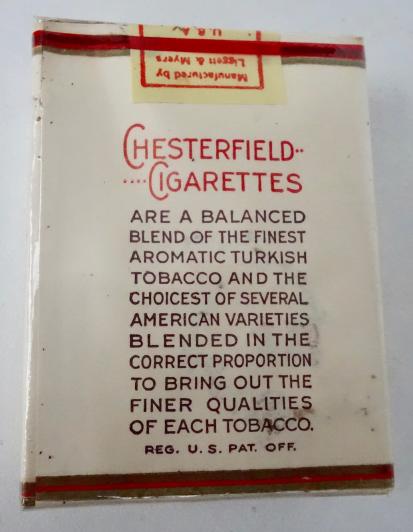 Manufactured by
Liggett & Myers
U.S.A.
CHESTERFIELD
CIGARETTES
ARE A BALANCED
BLEND OF THE FINEST
AROMATIC TURKISH
TOBACCO AND THE
CHOICEST OF SEVERAL
AMERICAN VARIETIES
BLENDED IN THE
CORRECT PROPORTION
TO BRING OUT THE
FINER QUALITIES
OF EACH TOBACCO.
REG. U.S. PAT. OFF.